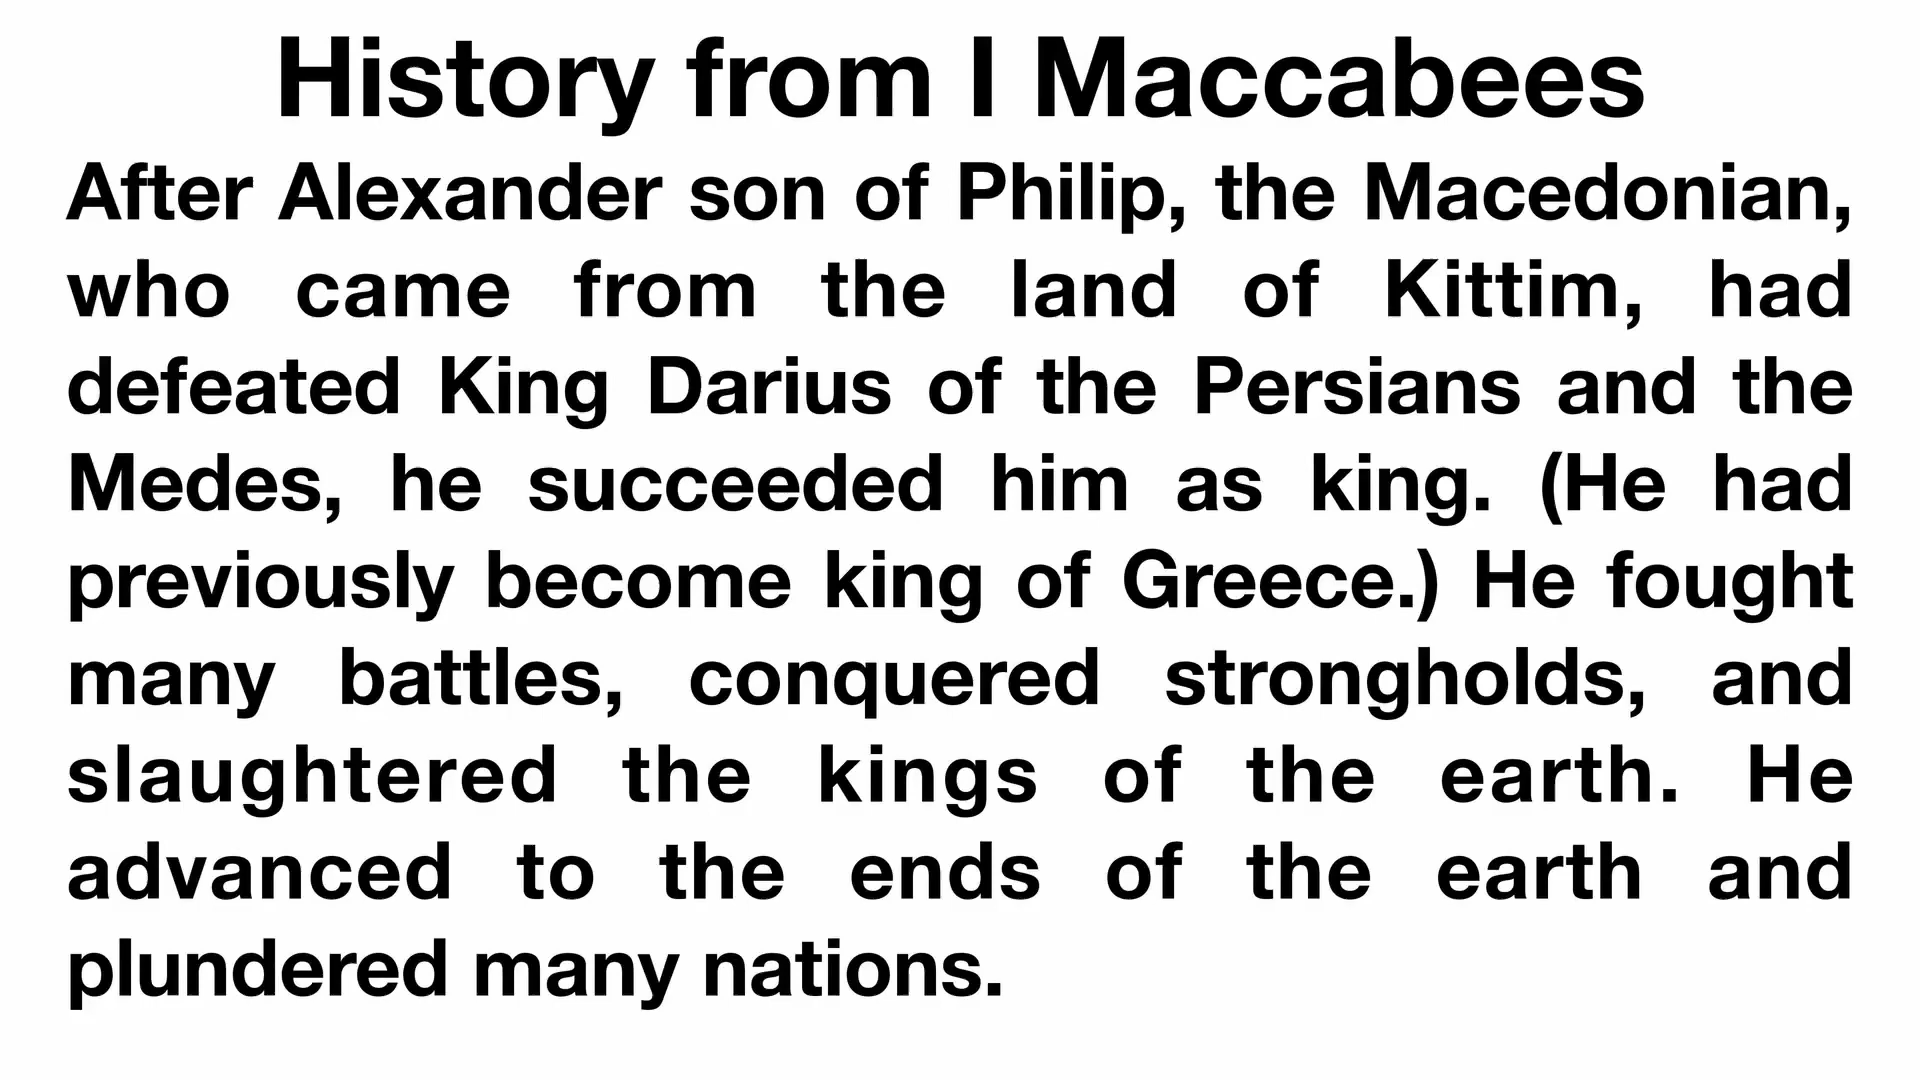 History from I Maccabees
After Alexander son of Philip, the Macedonian,
who came from the land of Kittim, had
defeated King Darius of the Persians and the
Medes, he succeeded him as king. (He had
previously become king of Greece.) He fought
many battles, conquered strongholds, and
slaughtered the kings of the earth. He
advanced to the ends of the earth and
plundered many nations.